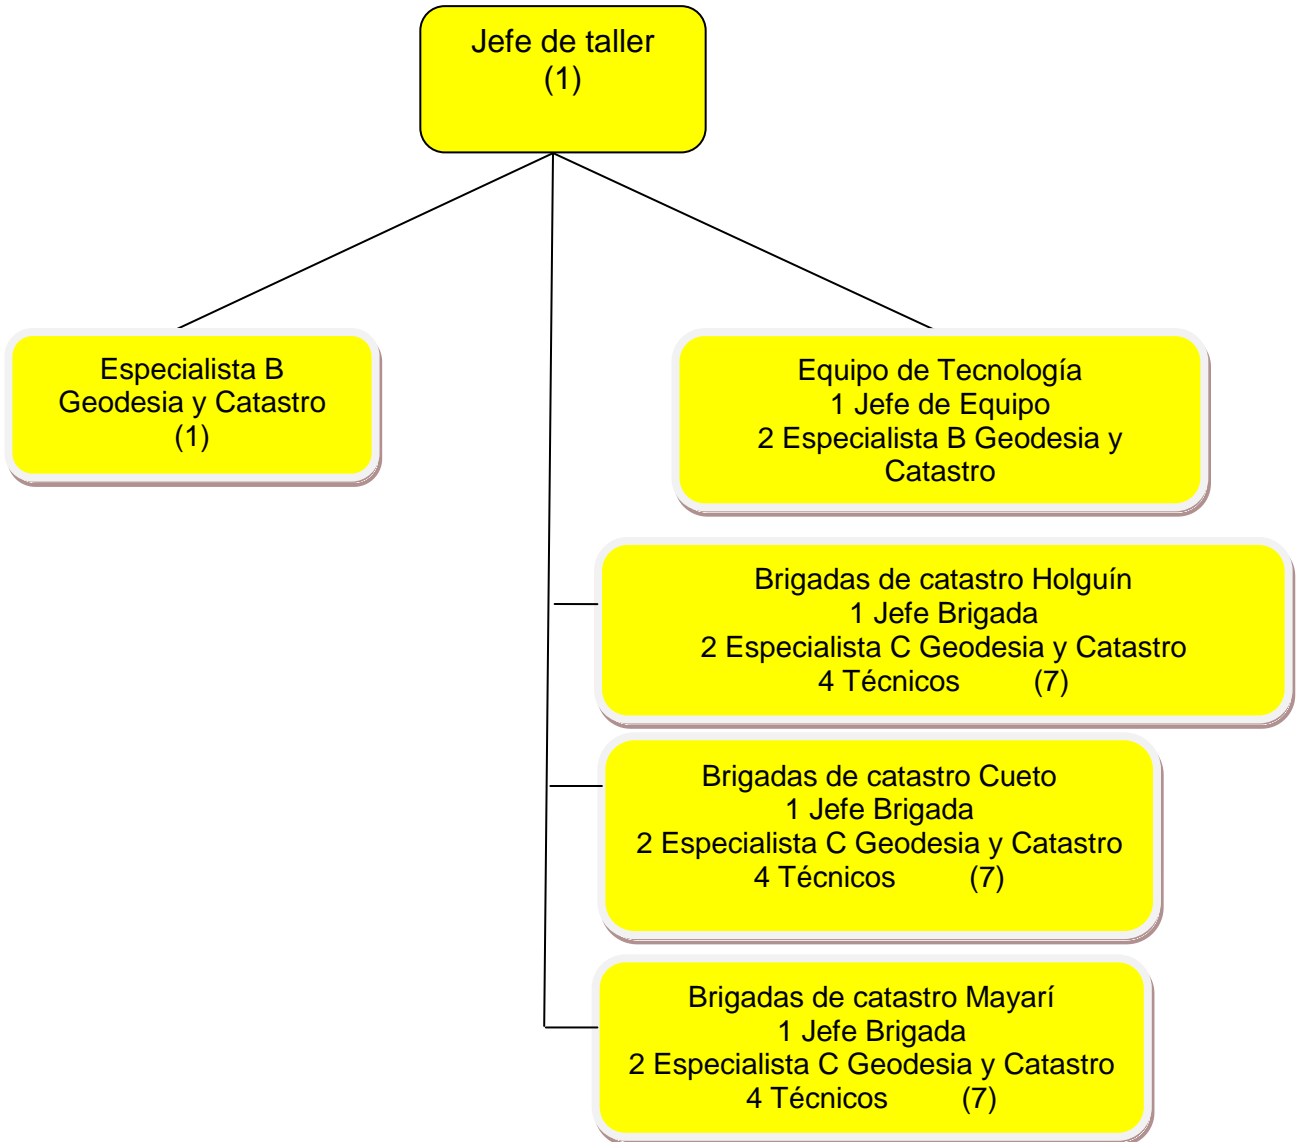 Jefe de taller
(1)
Especialista B
Geodesia y Catastro
(1)
Equipo de Tecnología
1 Jefe de Equipo
2 Especialista B Geodesia y
Catastro
Brigadas de catastro Holguín
1 Jefe Brigada
2 Especialista C Geodesia y Catastro
4 Técnicos (7)
Brigadas de catastro Cueto
1 Jefe Brigada
2 Especialista C Geodesia y Catastro
4 Técnicos (7)
Brigadas de catastro Mayarí
1 Jefe Brigada
2 Especialista C Geodesia y Catastro
4 Técnicos (7)